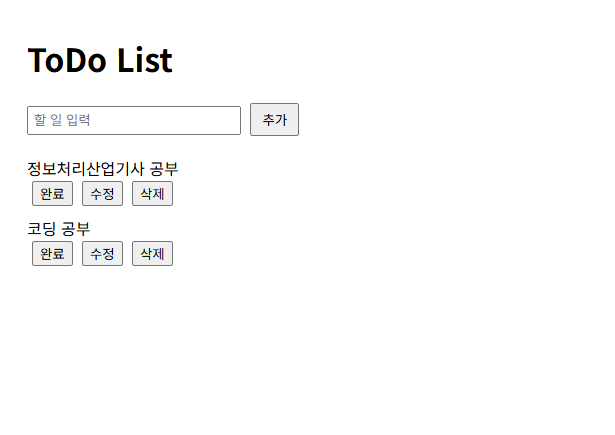 ToDo List
할 일 입력 추가
정보처리산업기사 공부
완료 수정 삭제
코딩 공부
완료 수정 삭제